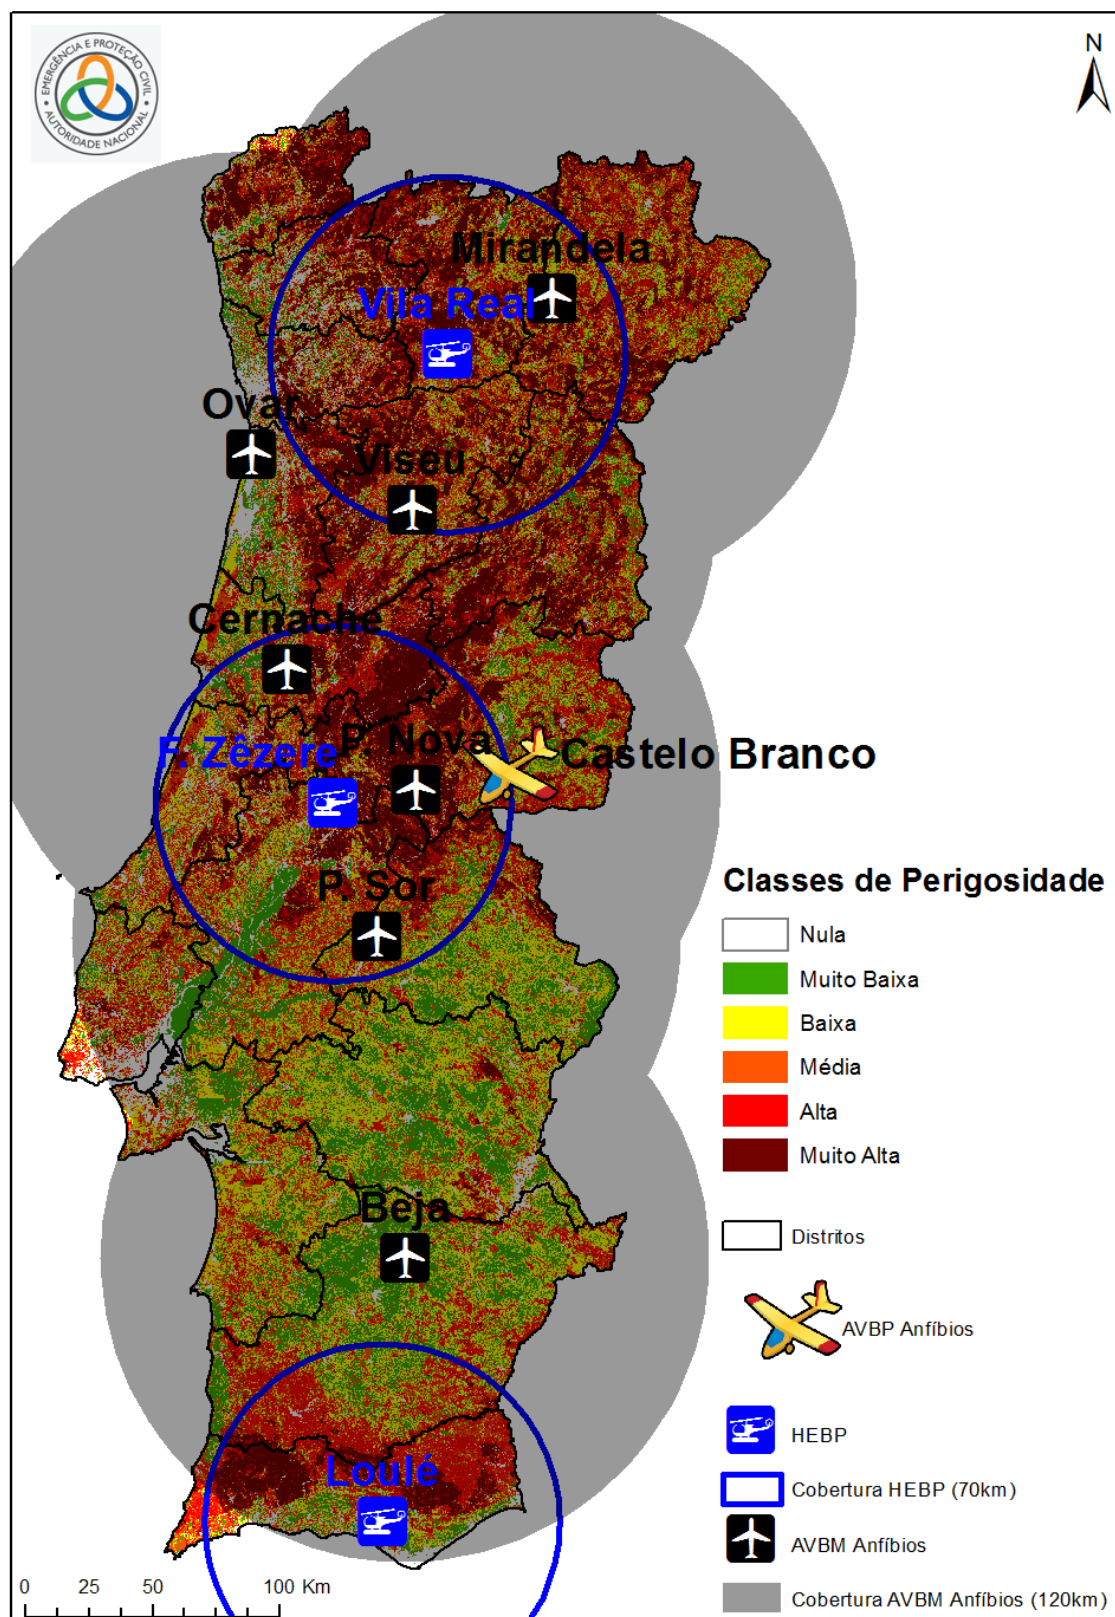 EMERGÊNCIA E PROTEÇÃO CIVIL
AUTORIDADE NACIONAL
N
Mirandela
Vila Real
Ovar
Viseu
Cernache
P. Nova
F. Zêzere
Castelo Branco
P. Sor
Beja
Loulé
Classes de Perigosidade
Nula
Muito Baixa
Baixa
Média
Alta
Muito Alta
Distritos
AVBP Anfíbios
HEBP
Cobertura HEBP (70km)
AVBM Anfíbios
Cobertura AVBM Anfíbios (120km)
0 25 50 100 Km